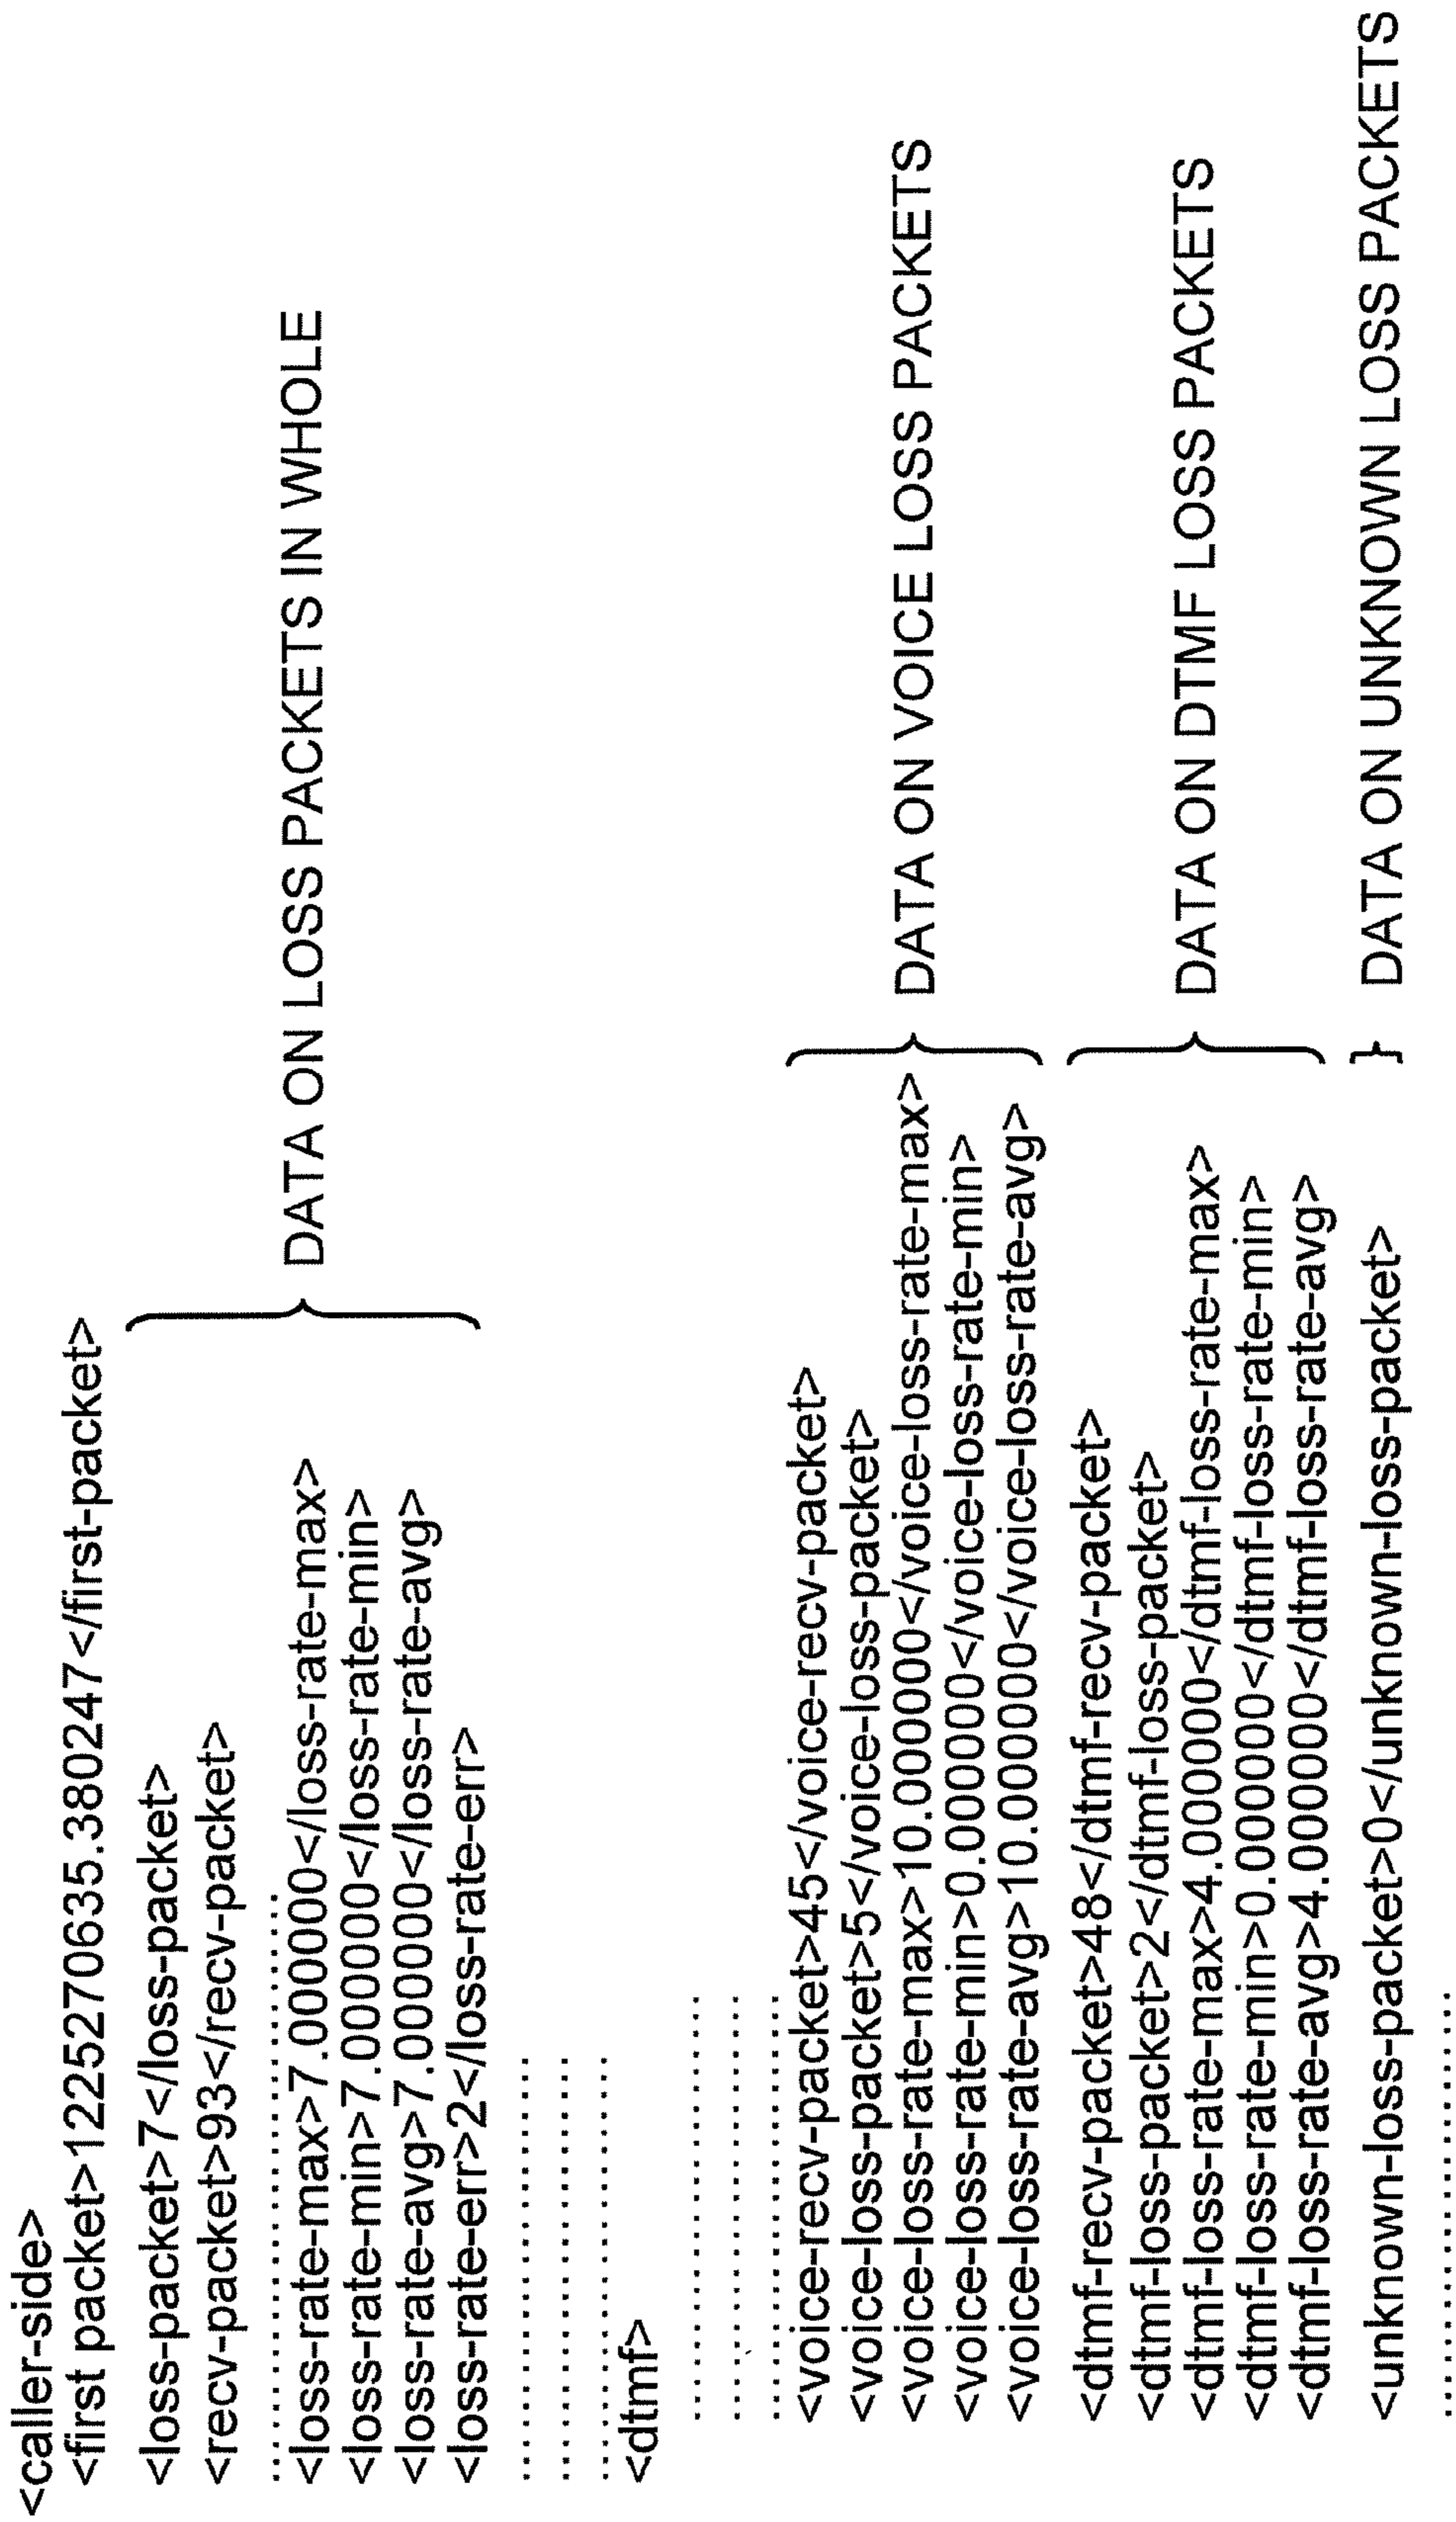 <caller-side>
<first packet>1225270635.380247</first-packet>
<loss-packet>7</loss-packet>
<recv-packet>93</recv-packet>
..............................
<loss-rate-max>7.000000</loss-rate-max>
<loss-rate-min>7.000000</loss-rate-min>
<loss-rate-avg>7.000000</loss-rate-avg>
<loss-rate-err>2</loss-rate-err>
} DATA ON LOSS PACKETS IN WHOLE
......................
......................
......................
<dtmf>
......................
......................
......................
<voice-recv-packet>45</voice-recv-packet>
<voice-loss-packet>5</voice-loss-packet>
<voice-loss-rate-max>10.000000</voice-loss-rate-max>
<voice-loss-rate-min>0.000000</voice-loss-rate-min>
<voice-loss-rate-avg>10.000000</voice-loss-rate-avg>
} DATA ON VOICE LOSS PACKETS
<dtmf-recv-packet>48</dtmf-recv-packet>
<dtmf-loss-packet>2</dtmf-loss-packet>
<dtmf-loss-rate-max>4.000000</dtmf-loss-rate-max>
<dtmf-loss-rate-min>0.000000</dtmf-loss-rate-min>
<dtmf-loss-rate-avg>4.000000</dtmf-loss-rate-avg>
} DATA ON DTMF LOSS PACKETS
<unknown-loss-packet>0</unknown-loss-packet> } DATA ON UNKNOWN LOSS PACKETS
......................